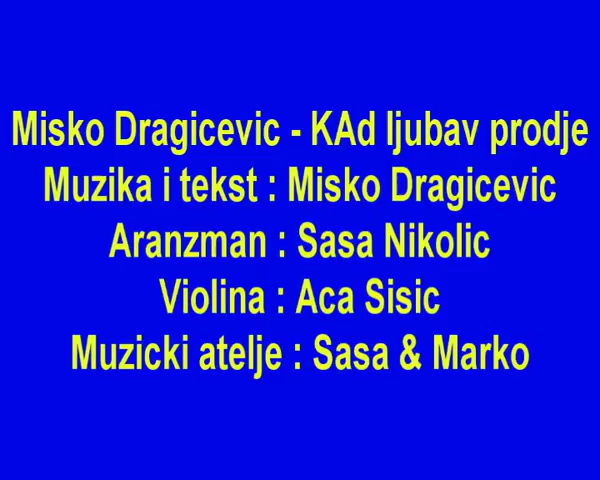 Misko Dragicevic - KAd ljubav prodje
Muzika i tekst : Misko Dragicevic
Aranzman : Sasa Nikolic
Violina : Aca Sisic
Muzicki atelje : Sasa & Marko